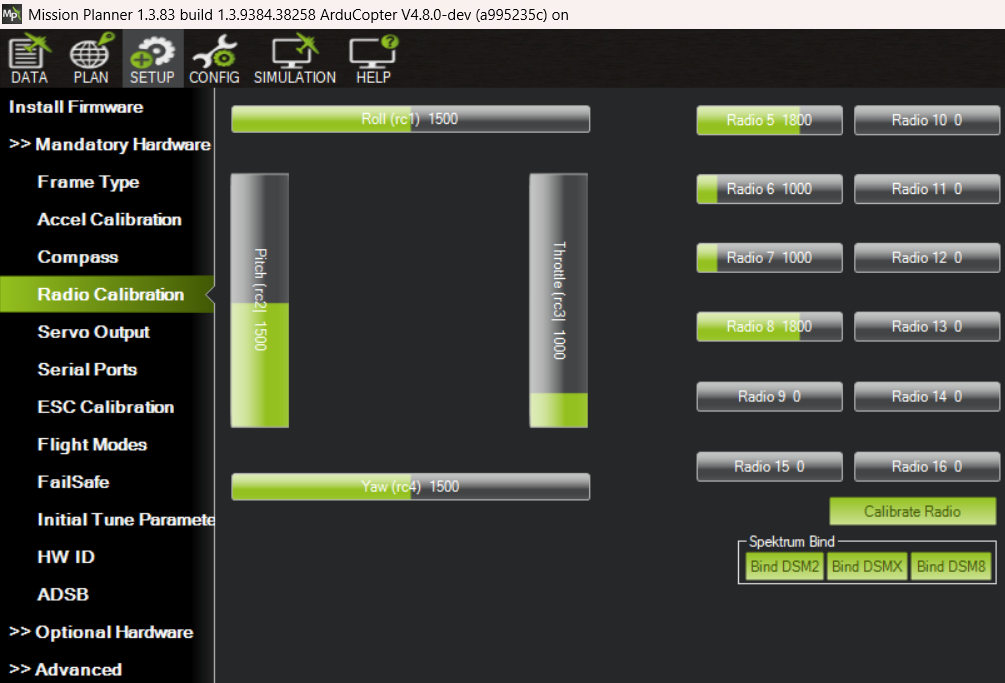 Mission Planner 1.3.83 build 1.3.9384.38258 ArduCopter V4.8.0-dev (a995235c) on
DATA PLAN SETUP CONFIG SIMULATION HELP
Install Firmware
>> Mandatory Hardware
Frame Type
Accel Calibration
Compass
Radio Calibration
Servo Output
Serial Ports
ESC Calibration
Flight Modes
FailSafe
Initial Tune Paramete
HW ID
ADSB
>> Optional Hardware
>> Advanced
Roll (rc1) 1500
Pitch (rc2) 1500
Throttle (rc3) 1000
Yaw (rc4) 1500
Radio 5 1800 Radio 10 0
Radio 6 1000 Radio 11 0
Radio 7 1000 Radio 12 0
Radio 8 1800 Radio 13 0
Radio 9 0 Radio 14 0
Radio 15 0 Radio 16 0
Calibrate Radio
Spektrum Bind
Bind DSM2 Bind DSMX Bind DSM8